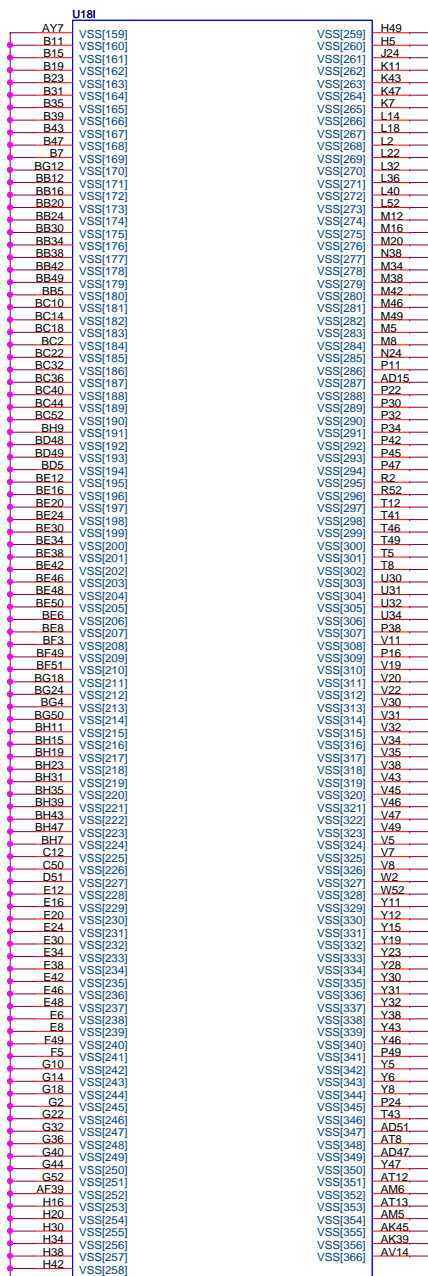 U18I
AY7 VSS[159] VSS[259] H49
B11 VSS[160] VSS[260] H5
B15 VSS[161] VSS[261] J24
B19 VSS[162] VSS[262] K11
B23 VSS[163] VSS[263] K43
B31 VSS[164] VSS[264] K47
B35 VSS[165] VSS[265] K7
B39 VSS[166] VSS[266] L14
B43 VSS[167] VSS[267] L18
B47 VSS[168] VSS[268] L2
B7 VSS[169] VSS[269] L22
BG12 VSS[170] VSS[270] L32
BB12 VSS[171] VSS[271] L36
BB16 VSS[172] VSS[272] L40
BB20 VSS[173] VSS[273] L52
BB24 VSS[174] VSS[274] M12
BB30 VSS[175] VSS[275] M16
BB34 VSS[176] VSS[276] M20
BB38 VSS[177] VSS[277] N38
BB42 VSS[178] VSS[278] M34
BB49 VSS[179] VSS[279] M38
BB5 VSS[180] VSS[280] M42
BC10 VSS[181] VSS[281] M46
BC14 VSS[182] VSS[282] M49
BC18 VSS[183] VSS[283] M5
BC2 VSS[184] VSS[284] M8
BC22 VSS[185] VSS[285] N24
BC32 VSS[186] VSS[286] P11
BC36 VSS[187] VSS[287] AD15
BC40 VSS[188] VSS[288] P22
BC44 VSS[189] VSS[289] P30
BC52 VSS[190] VSS[290] P32
BH9 VSS[191] VSS[291] P34
BD48 VSS[192] VSS[292] P42
BD49 VSS[193] VSS[293] P45
BD5 VSS[194] VSS[294] P47
BE12 VSS[195] VSS[295] R2
BE16 VSS[196] VSS[296] R52
BE20 VSS[197] VSS[297] T12
BE24 VSS[198] VSS[298] T41
BE30 VSS[199] VSS[299] T46
BE34 VSS[200] VSS[300] T49
BE38 VSS[201] VSS[301] T5
BE42 VSS[202] VSS[302] T8
BE46 VSS[203] VSS[303] U30
BE48 VSS[204] VSS[304] U31
BE50 VSS[205] VSS[305] U32
BE6 VSS[206] VSS[306] U34
BE8 VSS[207] VSS[307] P38
BF3 VSS[208] VSS[308] V11
BF49 VSS[209] VSS[309] P16
BF51 VSS[210] VSS[310] V19
BG18 VSS[211] VSS[311] V20
BG24 VSS[212] VSS[312] V22
BG4 VSS[213] VSS[313] V30
BG50 VSS[214] VSS[314] V31
BH11 VSS[215] VSS[315] V32
BH15 VSS[216] VSS[316] V34
BH19 VSS[217] VSS[317] V35
BH23 VSS[218] VSS[318] V38
BH31 VSS[219] VSS[319] V43
BH35 VSS[220] VSS[320] V45
BH39 VSS[221] VSS[321] V46
BH43 VSS[222] VSS[322] V47
BH47 VSS[223] VSS[323] V49
BH7 VSS[224] VSS[324] V5
C12 VSS[225] VSS[325] V7
C50 VSS[226] VSS[326] V8
D51 VSS[227] VSS[327] W2
E12 VSS[228] VSS[328] W52
E16 VSS[229] VSS[329] Y11
E20 VSS[230] VSS[330] Y12
E24 VSS[231] VSS[331] Y15
E30 VSS[232] VSS[332] Y19
E34 VSS[233] VSS[333] Y23
E38 VSS[234] VSS[334] Y28
E42 VSS[235] VSS[335] Y30
E46 VSS[236] VSS[336] Y31
E48 VSS[237] VSS[337] Y32
E6 VSS[238] VSS[338] Y38
E8 VSS[239] VSS[339] Y43
F49 VSS[240] VSS[340] Y46
F5 VSS[241] VSS[341] P49
G10 VSS[242] VSS[342] Y5
G14 VSS[243] VSS[343] Y6
G18 VSS[244] VSS[344] Y8
G2 VSS[245] VSS[345] P24
G22 VSS[246] VSS[346] T43
G32 VSS[247] VSS[347] AD51
G36 VSS[248] VSS[348] AT8
G40 VSS[249] VSS[349] AD47
G44 VSS[250] VSS[350] Y47
G52 VSS[251] VSS[351] AT12
AF39 VSS[252] VSS[352] AM6
H16 VSS[253] VSS[353] AT13
H20 VSS[254] VSS[354] AM5
H30 VSS[255] VSS[355] AK45
H34 VSS[256] VSS[356] AK39
H38 VSS[257] VSS[366] AV14
H42 VSS[258]